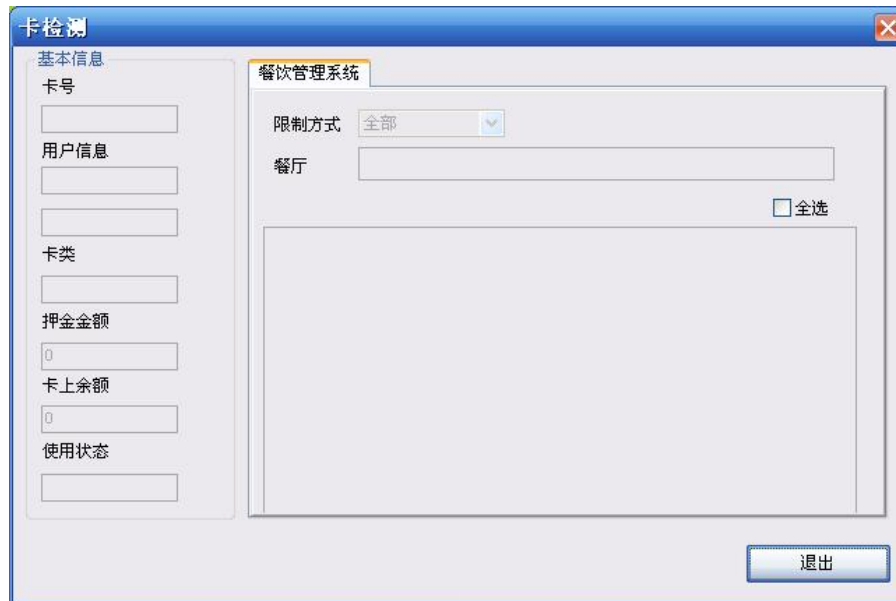 卡检测
基本信息
卡号
用户信息
卡类
押金金额
0
卡上余额
0
使用状态
餐饮管理系统
限制方式 全部
餐厅
全选
退出